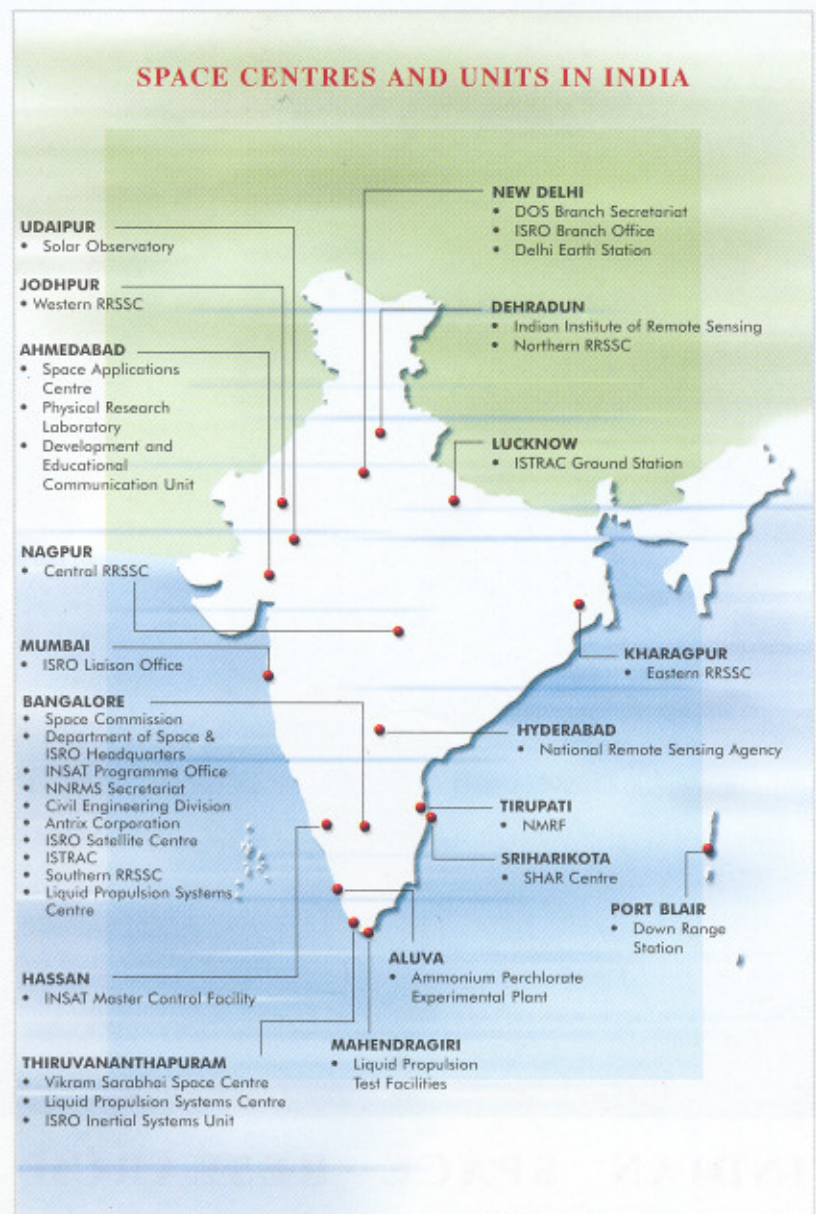 SPACE CENTRES AND UNITS IN INDIA
UDAIPUR
• Solar Observatory
JODHPUR
• Western RRSSC
AHMEDABAD
• Space Applications
Centre
• Physical Research
Laboratory
• Development and
Educational
Communication Unit
NAGPUR
• Central RRSSC
MUMBAI
• ISRO Liaison Office
BANGALORE
• Space Commission
• Department of Space &
ISRO Headquarters
• INSAT Programme Office
• NNRMS Secretariat
• Civil Engineering Division
• Antrix Corporation
• ISRO Satellite Centre
• ISTRAC
• Southern RRSSC
• Liquid Propulsion Systems
Centre
HASSAN
• INSAT Master Control Facility
THIRUVANANTHAPURAM
• Vikram Sarabhai Space Centre
• Liquid Propulsion Systems Centre
• ISRO Inertial Systems Unit
NEW DELHI
• DOS Branch Secretariat
• ISRO Branch Office
• Delhi Earth Station
DEHRADUN
• Indian Institute of Remote Sensing
• Northern RRSSC
LUCKNOW
• ISTRAC Ground Station
KHARAGPUR
• Eastern RRSSC
HYDERABAD
• National Remote Sensing Agency
TIRUPATI
• NMRF
SRIHARIKOTA
• SHAR Centre
PORT BLAIR
• Down Range
Station
ALUVA
• Ammonium Perchlorate
Experimental Plant
MAHENDRAGIRI
• Liquid Propulsion
Test Facilities